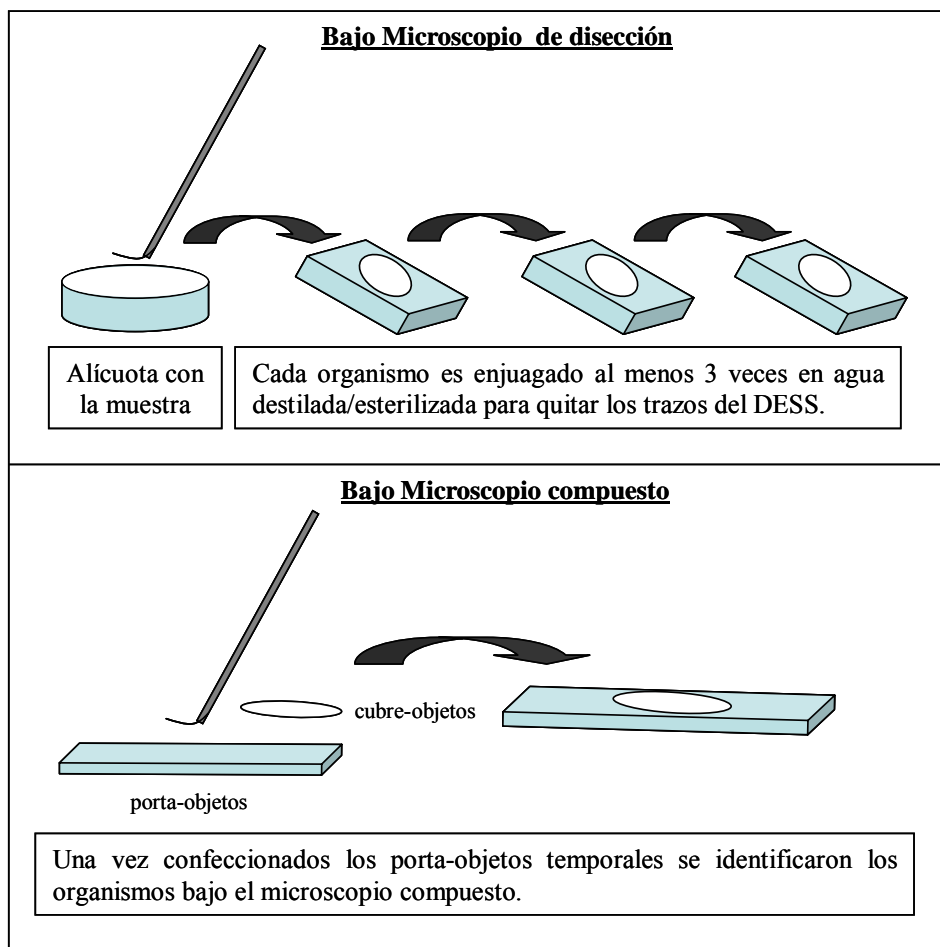 Bajo Microscopio de disección
Alícuota con
la muestra
Cada organismo es enjuagado al menos 3 veces en agua
destilada/esterilizada para quitar los trazos del DESS.
Bajo Microscopio compuesto
cubre-objetos
porta-objetos
Una vez confeccionados los porta-objetos temporales se identificaron los
organismos bajo el microscopio compuesto.